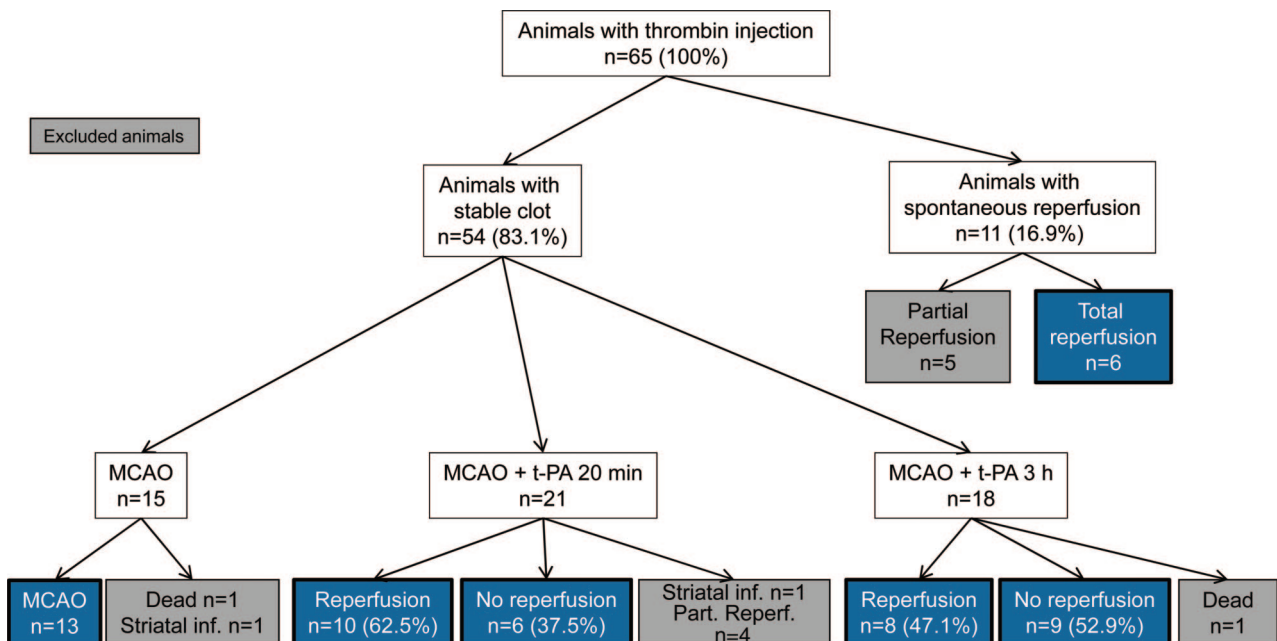 Animals with thrombin injection
n=65 (100%)
Excluded animals
Animals with
stable clot
n=54 (83.1%)
Animals with
spontaneous reperfusion
n=11 (16.9%)
Partial
Reperfusion
n=5
Total
reperfusion
n=6
MCAO
n=15
MCAO + t-PA 20 min
n=21
MCAO + t-PA 3 h
n=18
MCAO
n=13
Dead n=1
Striatal inf. n=1
Reperfusion
n=10 (62.5%)
No reperfusion
n=6 (37.5%)
Striatal inf. n=1
Part. Reperf.
n=4
Reperfusion
n=8 (47.1%)
No reperfusion
n=9 (52.9%)
Dead
n=1